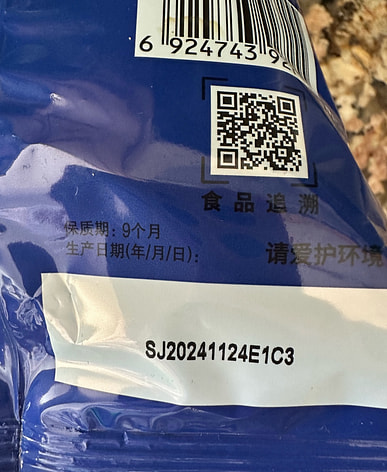 6 924743 92
食品追溯
保质期: 9个月
生产日期(年/月/日):
请爱护环境
SJ20241124E1C3